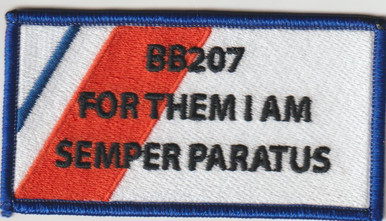 BB207
FOR THEM I AM
SEMPER PARATUS